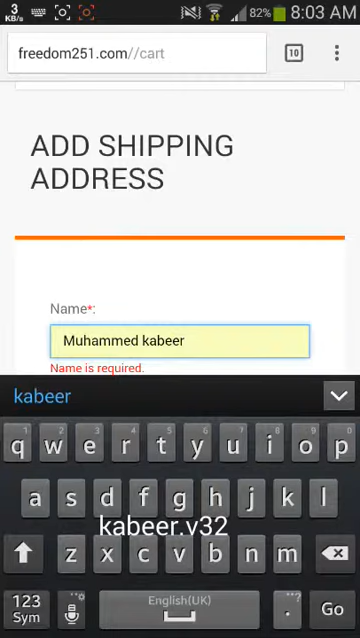 3 KB/s 82% 8:03 AM
freedom251.com//cart 10
ADD SHIPPING
ADDRESS
Name*:
Muhammed kabeer
Name is required.
kabeer
q w e r t y u i o p
a s d f g h j k l
kabeer.v32
z x c v b n m
123
Sym
English(UK)
. Go